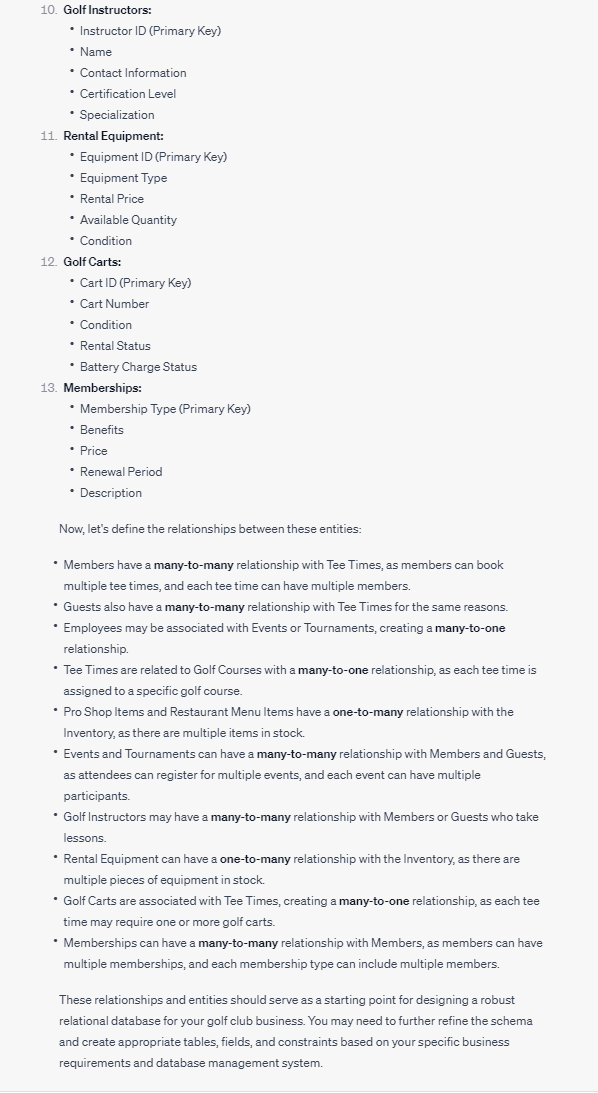 10. Golf Instructors:
• Instructor ID (Primary Key)
• Name
• Contact Information
• Certification Level
• Specialization
11. Rental Equipment:
• Equipment ID (Primary Key)
• Equipment Type
• Rental Price
• Available Quantity
• Condition
12. Golf Carts:
• Cart ID (Primary Key)
• Cart Number
• Condition
• Rental Status
• Battery Charge Status
13. Memberships:
• Membership Type (Primary Key)
• Benefits
• Price
• Renewal Period
• Description
Now, let's define the relationships between these entities:
• Members have a many-to-many relationship with Tee Times, as members can book
multiple tee times, and each tee time can have multiple members.
• Guests also have a many-to-many relationship with Tee Times for the same reasons.
• Employees may be associated with Events or Tournaments, creating a many-to-one
relationship.
• Tee Times are related to Golf Courses with a many-to-one relationship, as each tee time is
assigned to a specific golf course.
• Pro Shop Items and Restaurant Menu Items have a one-to-many relationship with the
Inventory, as there are multiple items in stock.
• Events and Tournaments can have a many-to-many relationship with Members and Guests,
as attendees can register for multiple events, and each event can have multiple
participants.
• Golf Instructors may have a many-to-many relationship with Members or Guests who take
lessons.
• Rental Equipment can have a one-to-many relationship with the Inventory, as there are
multiple pieces of equipment in stock.
• Golf Carts are associated with Tee Times, creating a many-to-one relationship, as each tee
time may require one or more golf carts.
• Memberships can have a many-to-many relationship with Members, as members can have
multiple memberships, and each membership type can include multiple members.
These relationships and entities should serve as a starting point for designing a robust
relational database for your golf club business. You may need to further refine the schema
and create appropriate tables, fields, and constraints based on your specific business
requirements and database management system.